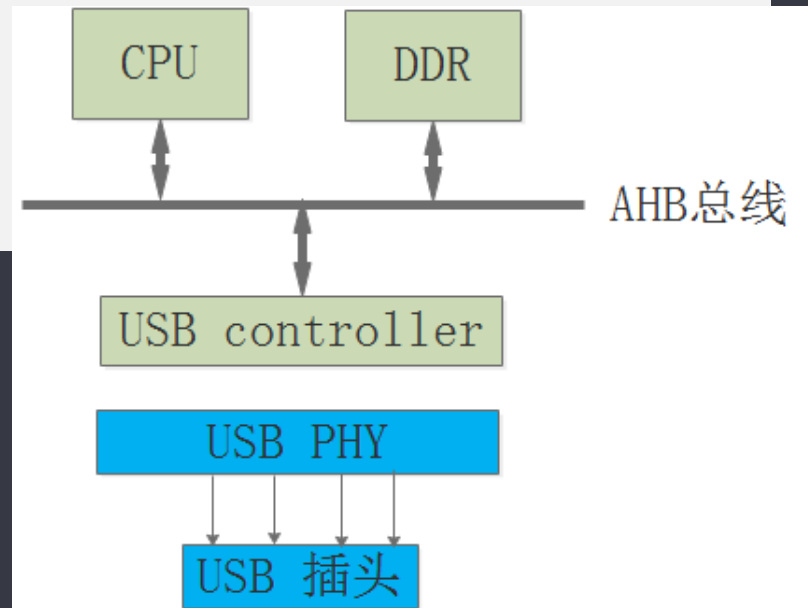 CPU
DDR
AHB总线
USB controller
USB PHY
USB 插头